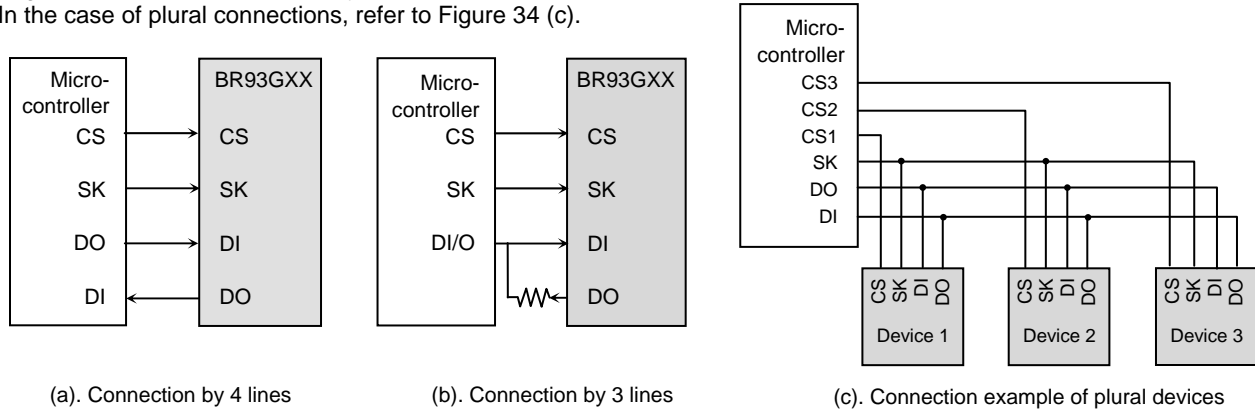 In the case of plural connections, refer to Figure 34 (c).
Micro-
controller
CS
SK
DO
DI
BR93GXX
CS
SK
DI
DO
(a). Connection by 4 lines
Micro-
controller
CS
SK
DI/O
BR93GXX
CS
SK
DI
DO
(b). Connection by 3 lines
Micro-
controller
CS3
CS2
CS1
SK
DO
DI
CS
SK
DI
DO
Device 1
CS
SK
DI
DO
Device 2
CS
SK
DI
DO
Device 3
(c). Connection example of plural devices